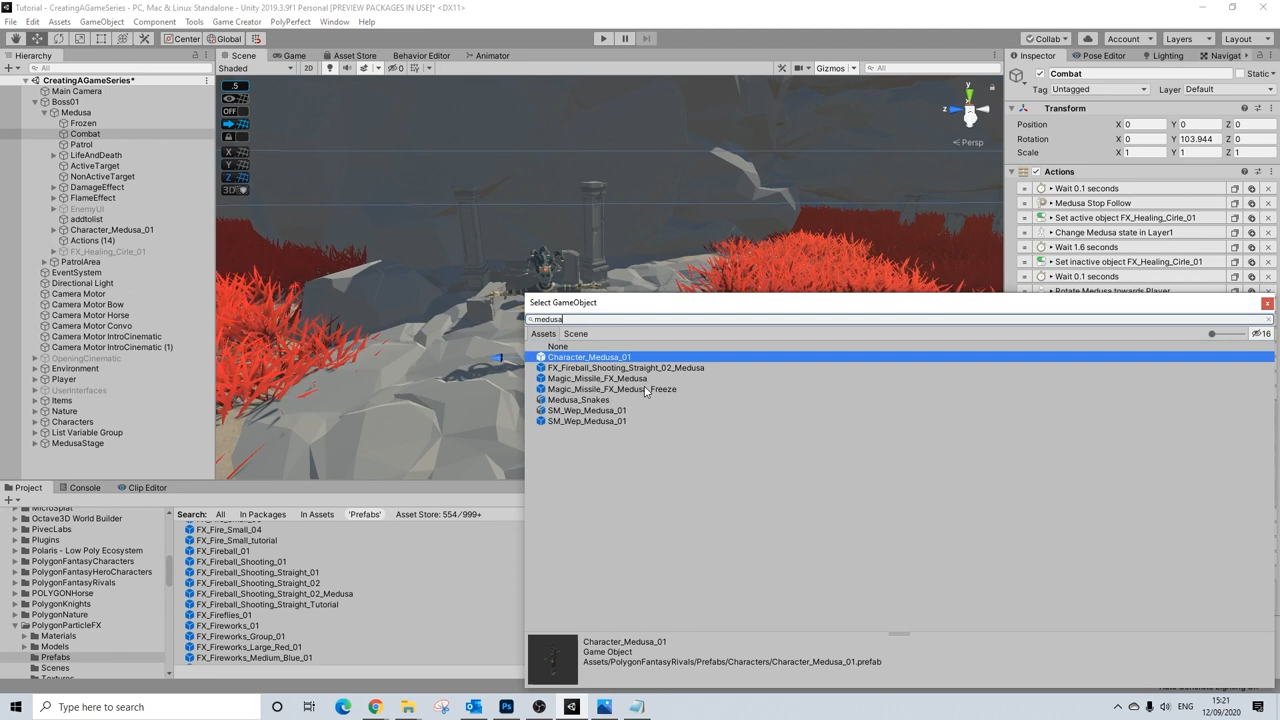 Tutorial - CreatingAGameSeries - PC, Mac & Linux Standalone - Unity 2019.3.9f1 Personal [PREVIEW PACKAGES IN USE]* <DX11>
File Edit Assets GameObject Component Tools Game Creator PolyPerfect Window Help
Center Global Collab Account Layers Layout
Hierarchy Scene Game Asset Store Behavior Editor Animator Inspector Pose Editor Lighting Navigat
All Shaded 2D 0 Gizmos All
CreatingAGameSeries*
Main Camera
Boss01
Medusa
Frozen
Combat
Patrol
LifeAndDeath
ActiveTarget
NonActiveTarget
DamageEffect
FlameEffect
EnemyUI
addtolist
Character_Medusa_01
Actions (14)
FX_Healing_Cirle_01
PatrolArea
EventSystem
Directional Light
Camera Motor
Camera Motor Bow
Camera Motor Horse
Camera Motor Convo
Camera Motor IntroCinematic
Camera Motor IntroCinematic (1)
OpeningCinematic
Environment
Player
UserInterfaces
Items
Nature
Characters
List Variable Group
MedusaStage
.5
OFF
X
Y
Z
3D
y
z
Persp
Combat Static
Tag Untagged Layer Default
Transform
Position X 0 Y 0 Z 0
Rotation X 0 Y 103.944 Z 0
Scale X 1 Y 1 Z 1
Actions
Wait 0.1 seconds
Medusa Stop Follow
Set active object FX_Healing_Cirle_01
Change Medusa state in Layer1
Wait 1.6 seconds
Set inactive object FX_Healing_Cirle_01
Wait 0.1 seconds
Rotate Medusa towards Player
Select GameObject
medusa
Assets Scene 16
None
Character_Medusa_01
FX_Fireball_Shooting_Straight_02_Medusa
Magic_Missile_FX_Medusa
Magic_Missile_FX_Medusa_Freeze
Medusa_Snakes
SM_Wep_Medusa_01
SM_Wep_Medusa_01
Character_Medusa_01
Game Object
Assets/PolygonFantasyRivals/Prefabs/Characters/Character_Medusa_01.prefab
Project Console Clip Editor
MicroSplat
Octave3D World Builder
PivecLabs
Plugins
Polaris - Low Poly Ecosystem
PolygonFantasyCharacters
PolygonFantasyHeroCharacters
PolygonFantasyRivals
POLYGONHorse
PolygonKnights
PolygonNature
PolygonParticleFX
Materials
Models
Prefabs
Scenes
Textures
Search: All In Packages In Assets 'Prefabs' Asset Store: 554/999+
FX_Fire_Small_04
FX_Fire_Small_tutorial
FX_Fireball_01
FX_Fireball_Shooting_01
FX_Fireball_Shooting_Straight_01
FX_Fireball_Shooting_Straight_02
FX_Fireball_Shooting_Straight_02_Medusa
FX_Fireball_Shooting_Straight_Tutorial
FX_Fireflies_01
FX_Fireworks_01
FX_Fireworks_Group_01
FX_Fireworks_Large_Red_01
FX_Fireworks_Medium_Blue_01
Type here to search
15:21
12/09/2020